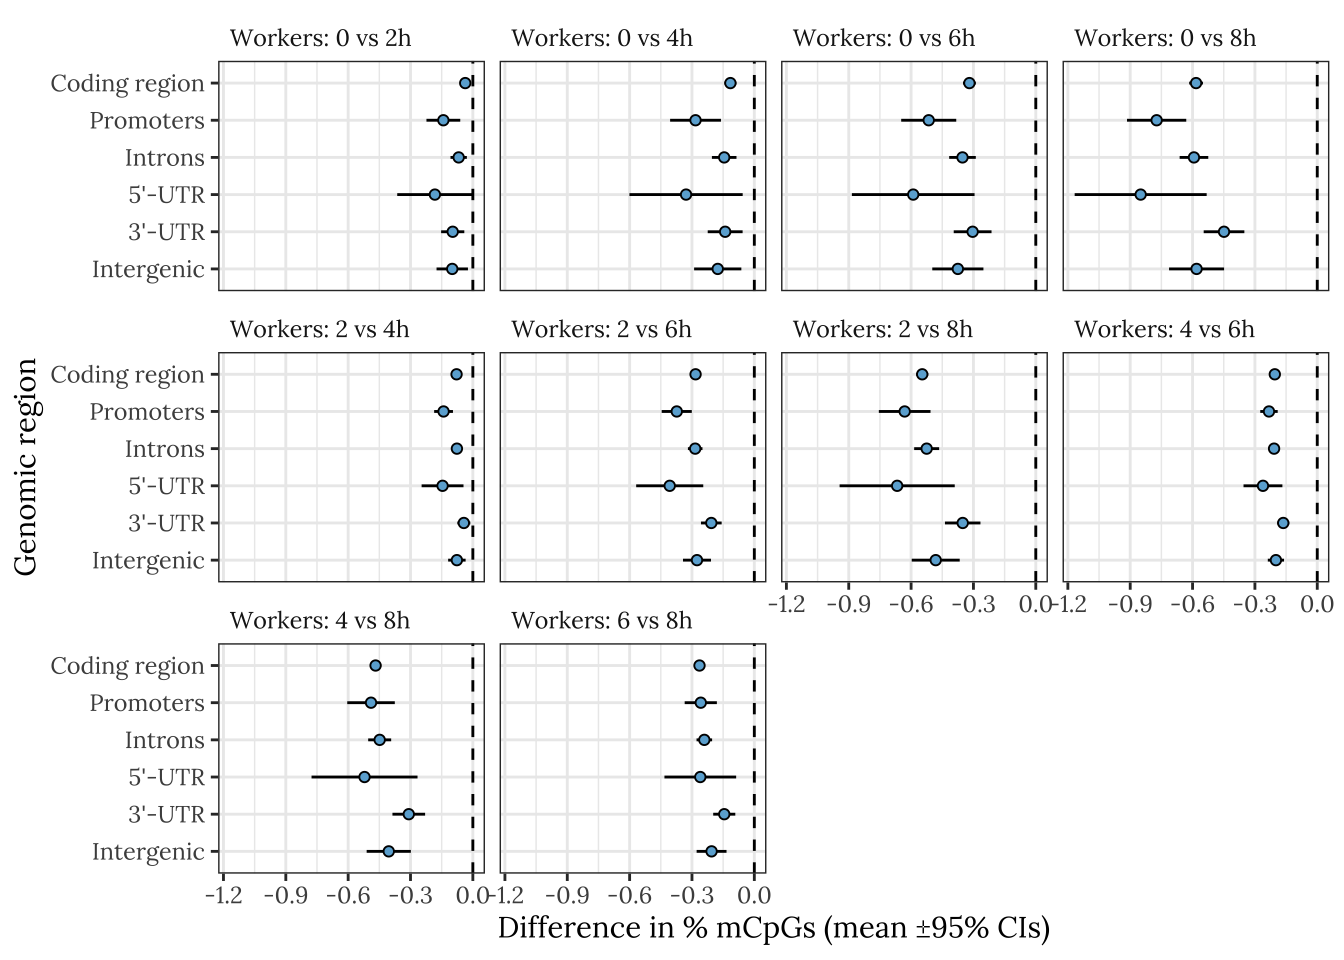 Workers: 0 vs 2h
Workers: 0 vs 4h
Workers: 0 vs 6h
Workers: 0 vs 8h
Coding region
Promoters
Introns
5'-UTR
3'-UTR
Intergenic
Workers: 2 vs 4h
Workers: 2 vs 6h
Workers: 2 vs 8h
Workers: 4 vs 6h
Genomic region
Coding region
Promoters
Introns
5'-UTR
3'-UTR
Intergenic
-1.2 -0.9 -0.6 -0.3 0.0
-1.2 -0.9 -0.6 -0.3 0.0
Workers: 4 vs 8h
Workers: 6 vs 8h
Coding region
Promoters
Introns
5'-UTR
3'-UTR
Intergenic
-1.2 -0.9 -0.6 -0.3 0.0
-1.2 -0.9 -0.6 -0.3 0.0
Difference in % mCpGs (mean ±95% CIs)